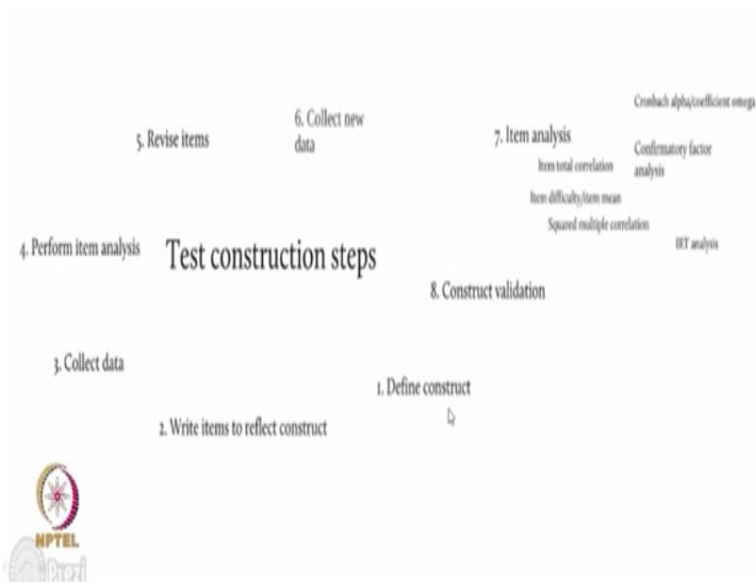 Test construction steps
1. Define construct
2. Write items to reflect construct
3. Collect data
4. Perform item analysis
5. Revise items
6. Collect new
data
7. Item analysis
Item total correlation
Item difficulty/item mean
Squared multiple correlation
Cronbach alpha/coefficient omega
Confirmatory factor
analysis
IRT analysis
8. Construct validation
NPTEL
Prezi